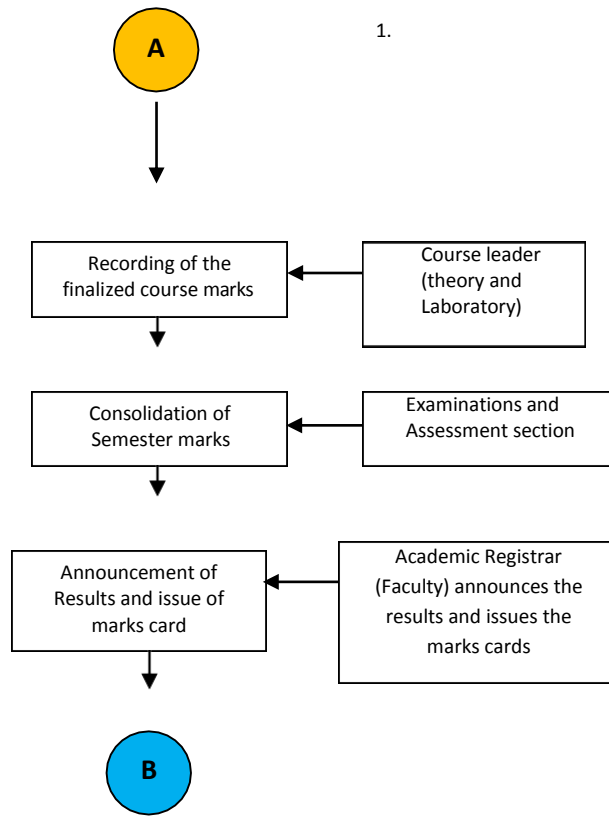 A
1.
Recording of the
finalized course marks
Course leader
(theory and
Laboratory)
Consolidation of
Semester marks
Examinations and
Assessment section
Announcement of
Results and issue of
marks card
Academic Registrar
(Faculty) announces the
results and issues the
marks cards
B